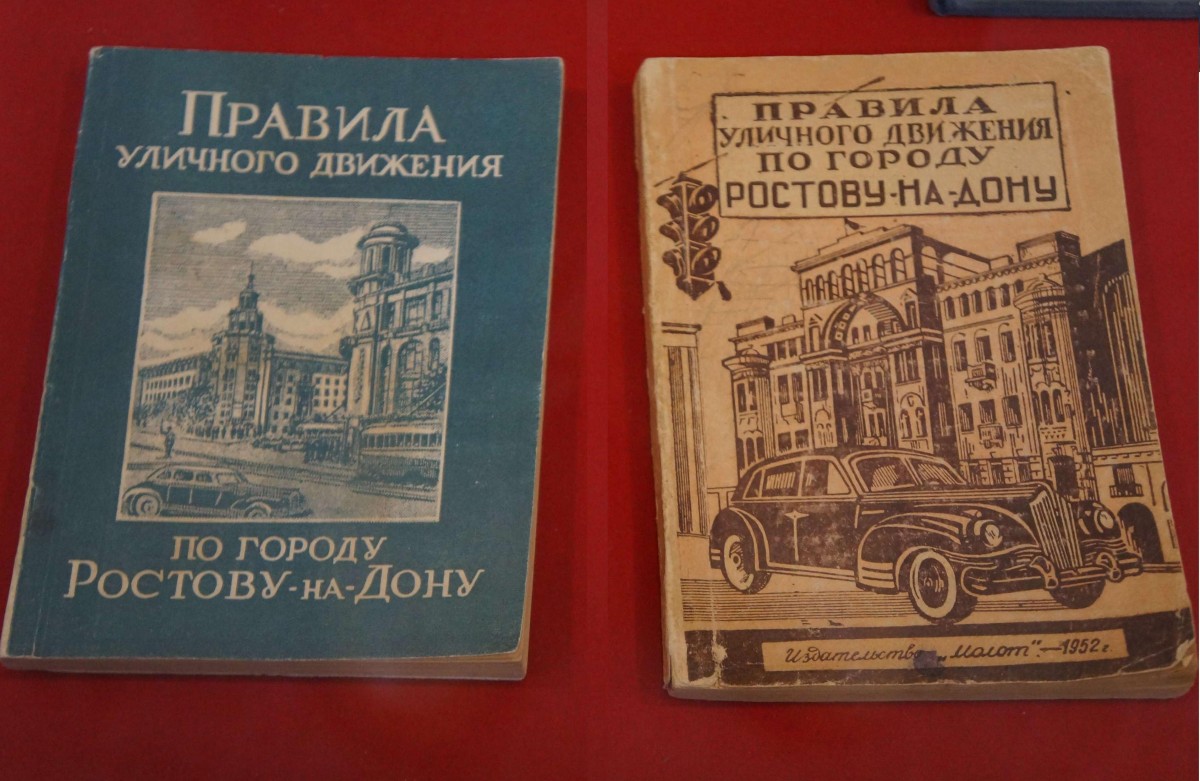 ПРАВИЛА
УЛИЧНОГО ДВИЖЕНИЯ
ПО ГОРОДУ
РОСТОВУ-НА-ДОНУ
ПРАВИЛА
УЛИЧНОГО ДВИЖЕНИЯ
ПО ГОРОДУ
РОСТОВУ-НА-ДОНУ
Издательство „Молот“.—1952 г.